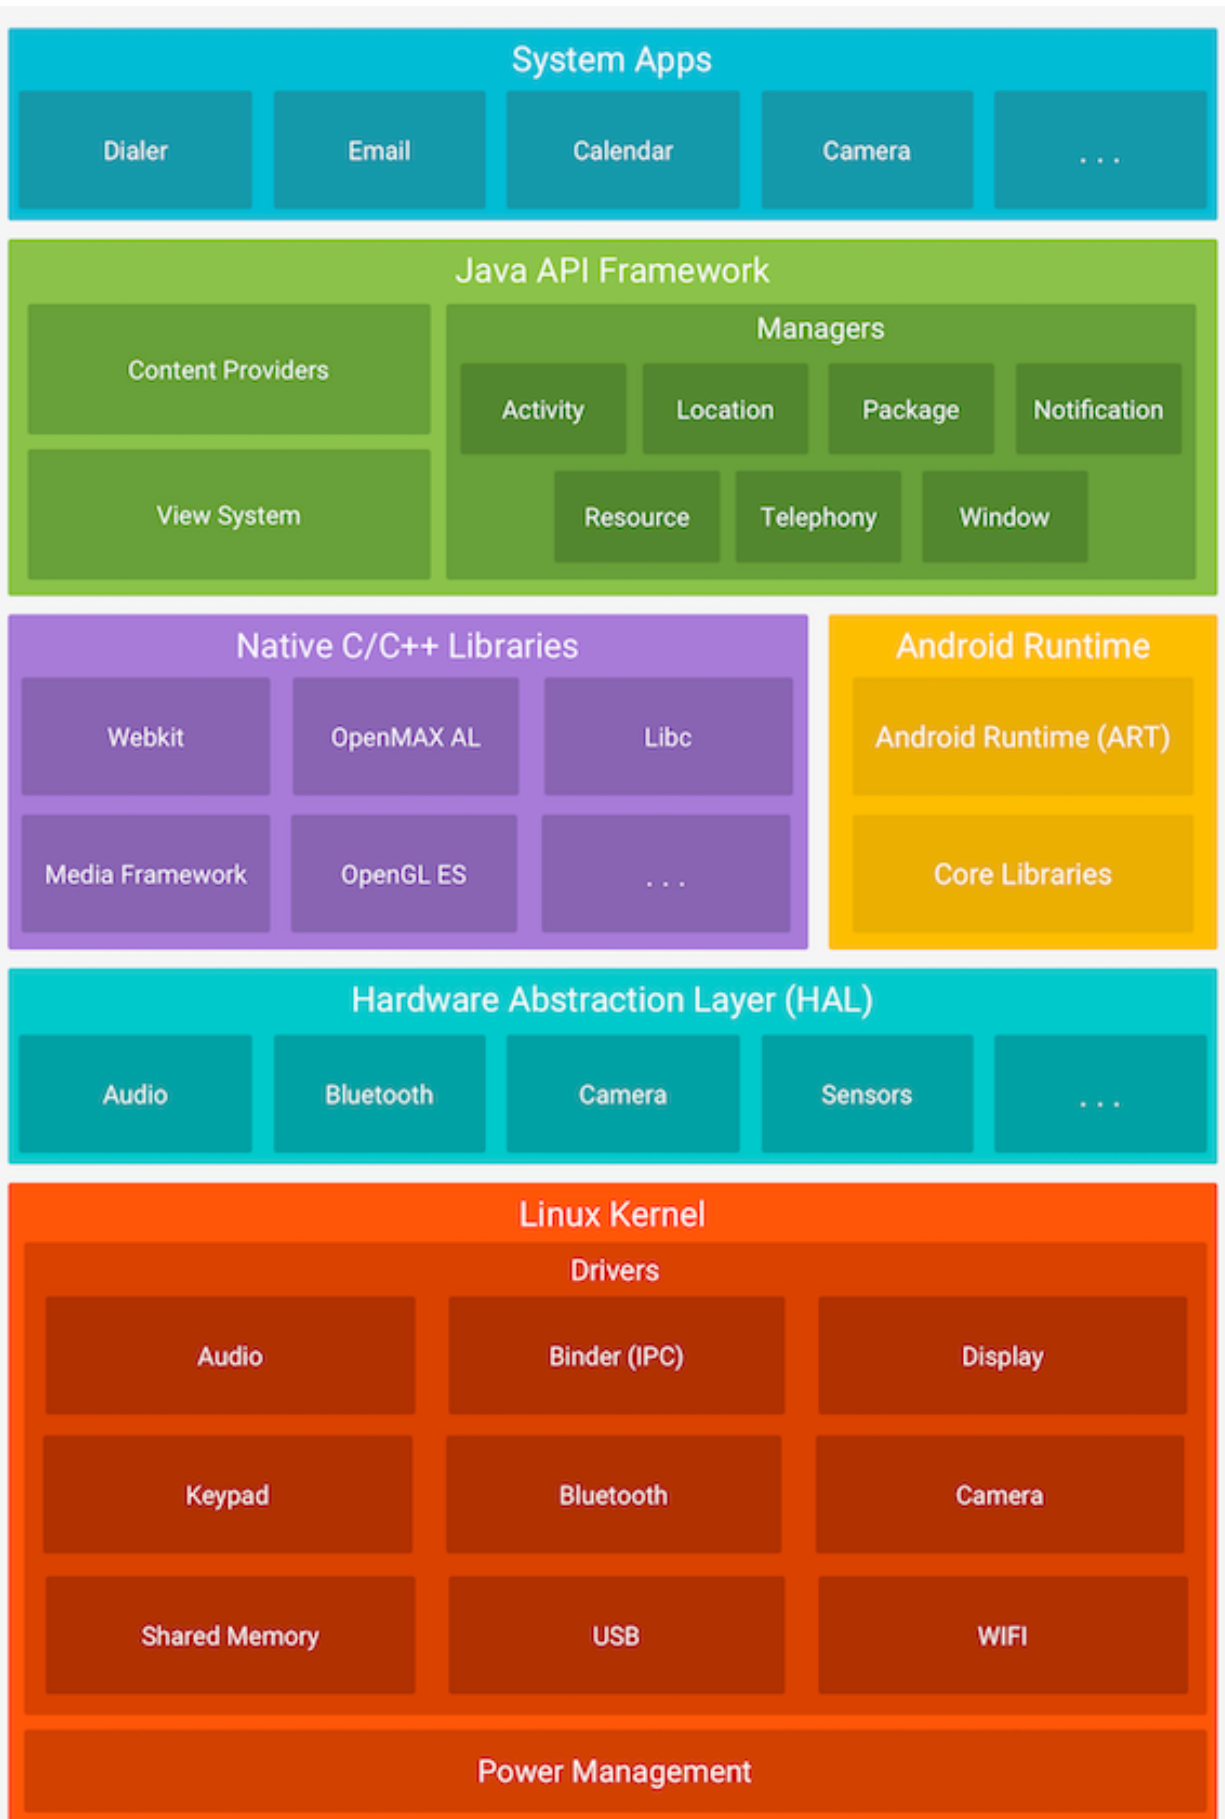 System Apps
Dialer Email Calendar Camera . . .
Java API Framework
Content Providers
View System
Managers
Activity Location Package Notification
Resource Telephony Window
Native C/C++ Libraries
Webkit OpenMAX AL Libc
Media Framework OpenGL ES . . .
Android Runtime
Android Runtime (ART)
Core Libraries
Hardware Abstraction Layer (HAL)
Audio Bluetooth Camera Sensors . . .
Linux Kernel
Drivers
Audio Binder (IPC) Display
Keypad Bluetooth Camera
Shared Memory USB WIFI
Power Management